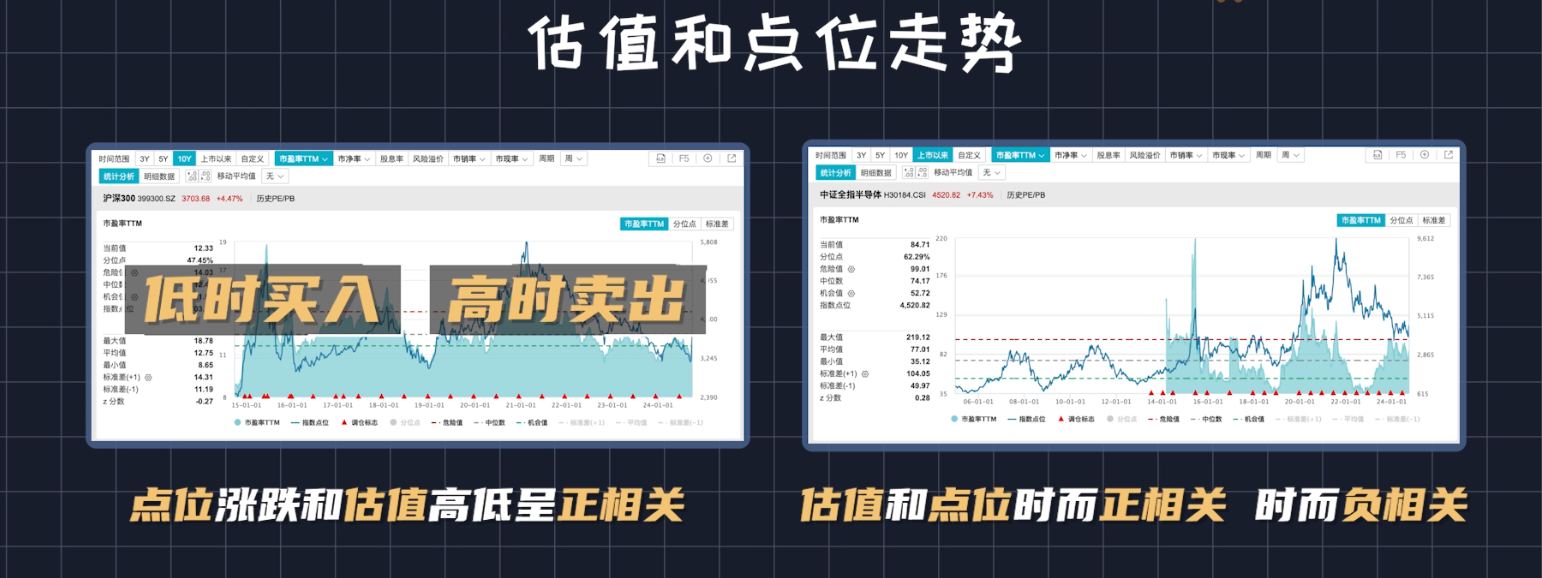 估值和点位走势
时间范围 3Y 5Y 10Y 上市以来 自定义 市盈率TTM 市净率 股息率 风险溢价 市销率 市现率 周期 周 F5
统计分析 明细数据 移动平均值 无
沪深300 399300.SZ 3703.68 +4.47% 历史PE/PB
市盈率TTM
市盈率TTM 分位点 标准差
当前值 12.33
分位点 47.45%
危险值 14.03
中位数
机会值
指数点位
最大值 18.78
平均值 12.75
最小值 8.65
标准差(+1) 14.31
标准差(-1) 11.19
z 分数 -0.27
19
17
11
8
5,808
3,245
2,390
15-01-01 16-01-01 17-01-01 18-01-01 19-01-01 20-01-01 21-01-01 22-01-01 23-01-01 24-01-01
市盈率TTM 指数点位 调仓标志 分位点 危险值 中位数 机会值 标准差(+1) 平均值 标准差(-1)
低时买入 高时卖出
点位涨跌和估值高低呈正相关
时间范围 3Y 5Y 10Y 上市以来 自定义 市盈率TTM 市净率 股息率 风险溢价 市销率 市现率 周期 周 F5
统计分析 明细数据 移动平均值 无
中证全指半导体 H30184.CSI 4520.82 +7.43% 历史PE/PB
市盈率TTM
市盈率TTM 分位点 标准差
当前值 84.71
分位点 62.29%
危险值 99.01
中位数 74.17
机会值 52.72
指数点位 4,520.82
最大值 219.12
平均值 77.01
最小值 35.12
标准差(+1) 104.05
标准差(-1) 49.97
z 分数 0.28
220
176
129
82
35
9,612
7,365
5,115
2,865
615
06-01-01 08-01-01 10-01-01 12-01-01 14-01-01 16-01-01 18-01-01 20-01-01 22-01-01 24-01-01
市盈率TTM 指数点位 调仓标志 分位点 危险值 中位数 机会值 标准差(+1) 平均值 标准差(-1)
估值和点位时而正相关 时而负相关